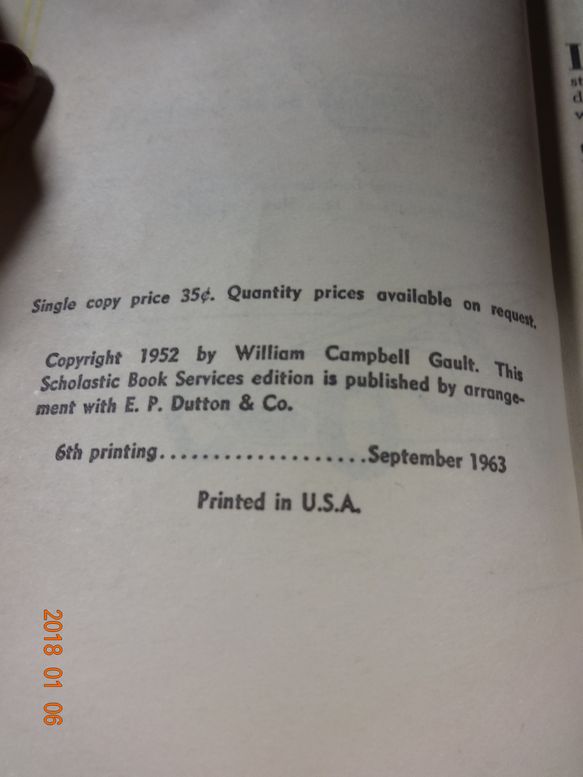 Single copy price 35¢. Quantity prices available on request.
Copyright 1952 by William Campbell Gault. This
Scholastic Book Services edition is published by arrange-
ment with E. P. Dutton & Co.
6th printing...................September 1963
Printed in U.S.A.
2018 01 06